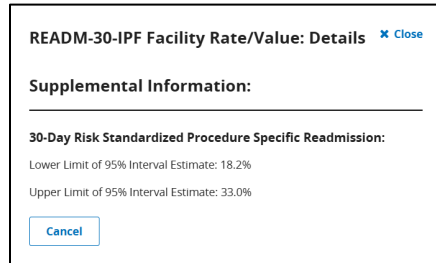 READM-30-IPF Facility Rate/Value: Details ✖ Close
Supplemental Information:
30-Day Risk Standardized Procedure Specific Readmission:
Lower Limit of 95% Interval Estimate: 18.2%
Upper Limit of 95% Interval Estimate: 33.0%
Cancel